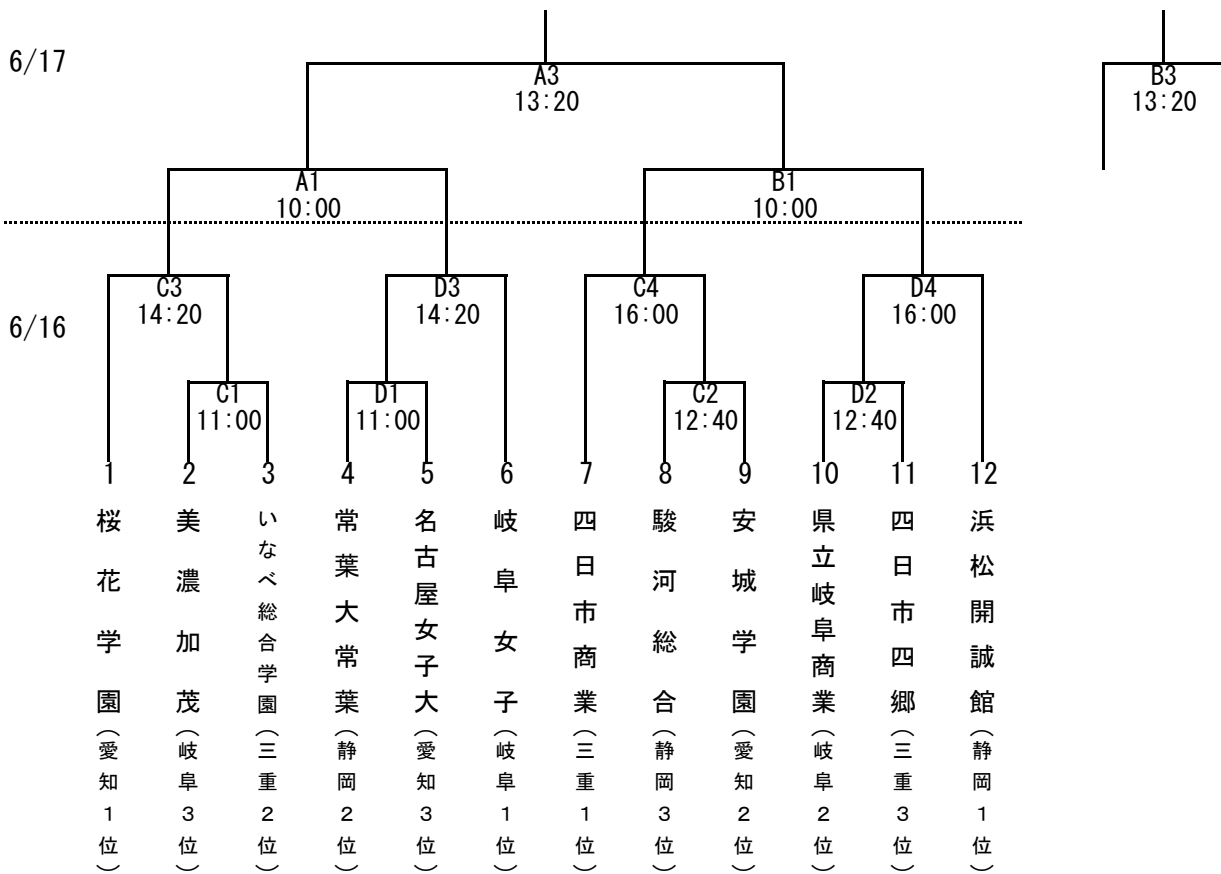 6/17
A3
13:20
B3
13:20
A1
10:00
B1
10:00
6/16
C3
14:20
D3
14:20
C4
16:00
D4
16:00
C1
11:00
D1
11:00
C2
12:40
D2
12:40
1
2
3
4
5
6
7
8
9
10
11
12
桜花学園(愛知1位)
美濃加茂(岐阜3位)
いなべ総合学園(三重2位)
常葉大常葉(静岡2位)
名古屋女子大(愛知3位)
岐阜女子(岐阜1位)
四日市商業(三重1位)
駿河総合(静岡3位)
安城学園(愛知2位)
県立岐阜商業(岐阜2位)
四日市四郷(三重3位)
浜松開誠館(静岡1位)